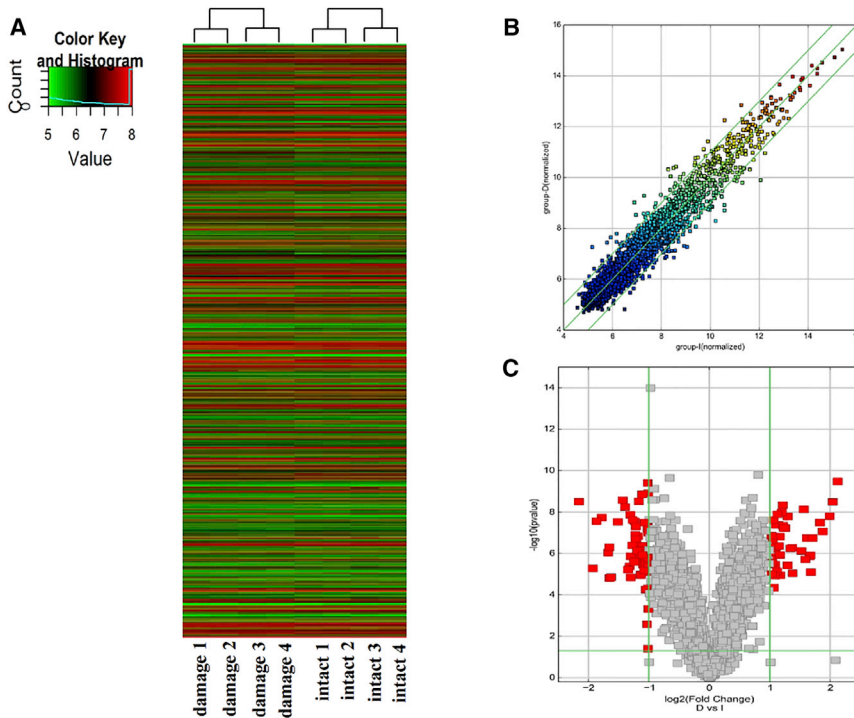 A
Color Key
and Histogram
Count
0
5 6 7 8
Value
damage 1
damage 2
damage 3
damage 4
intact 1
intact 2
intact 3
intact 4
B
16
14
12
10
8
6
4
group-D(normalized)
4 6 8 10 12 14
group-I(normalized)
C
14
12
10
8
6
4
2
0
-log10(pvalue)
−2 −1 0 1 2
log2(Fold Change)
D vs I